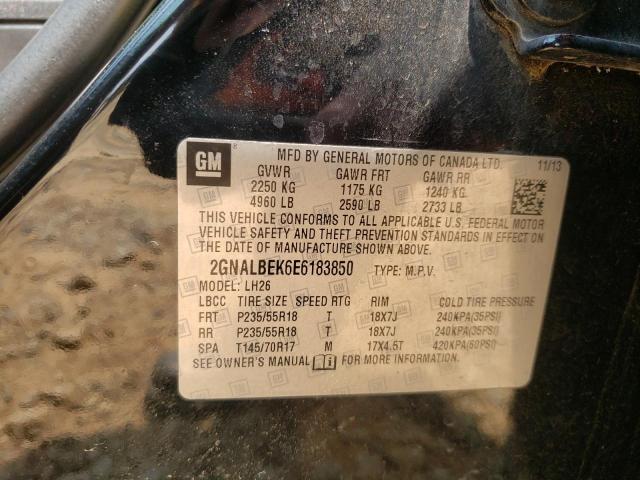 GM
MFD BY GENERAL MOTORS OF CANADA LTD. 11/13
GVWR GAWR FRT GAWR RR
2250 KG 1175 KG 1240 KG
4960 LB 2590 LB 2733 LB
THIS VEHICLE CONFORMS TO ALL APPLICABLE U.S. FEDERAL MOTOR
VEHICLE SAFETY AND THEFT PREVENTION STANDARDS IN EFFECT ON
THE DATE OF MANUFACTURE SHOWN ABOVE.
2GNALBEK6E6183850 TYPE: M.P.V.
MODEL: LH26
LBCC TIRE SIZE SPEED RTG RIM COLD TIRE PRESSURE
FRT P235/55R18 T 18X7J 240KPA(35PSI)
RR P235/55R18 T 18X7J 240KPA(35PSI)
SPA T145/70R17 M 17X4.5T 420KPA(60PSI)
SEE OWNER'S MANUAL FOR MORE INFORMATION.